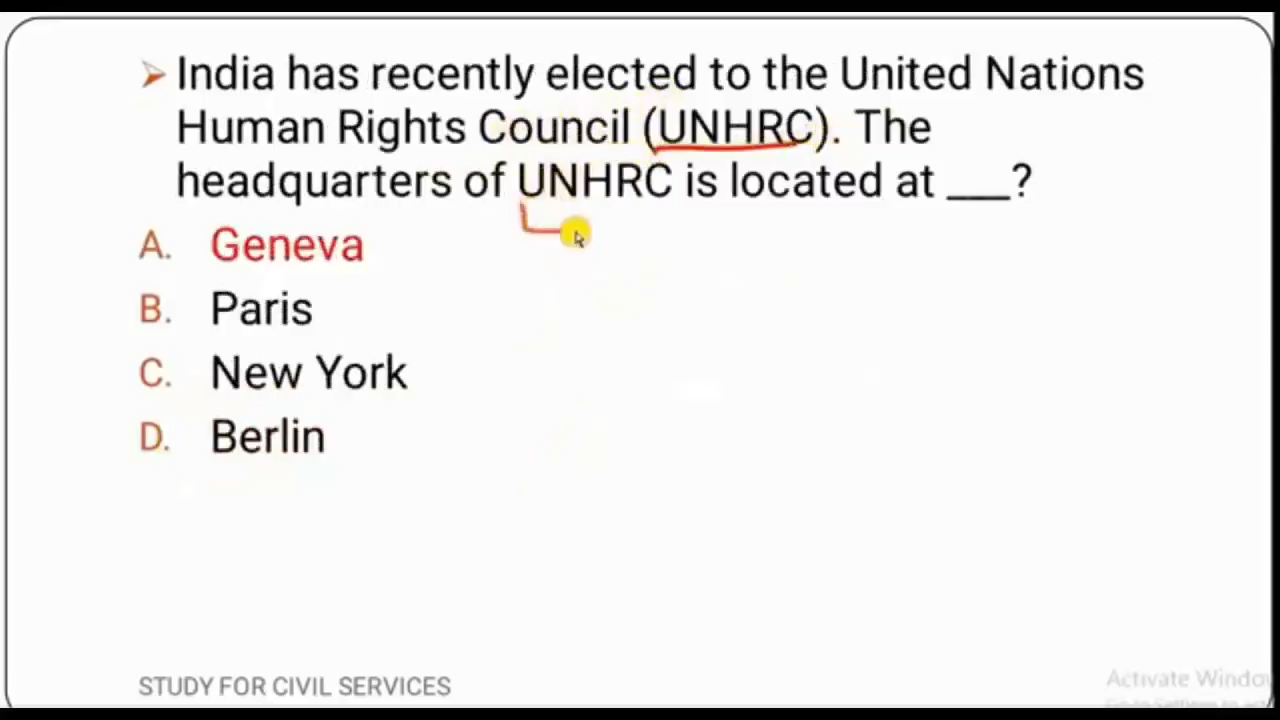 India has recently elected to the United Nations
Human Rights Council (UNHRC). The
headquarters of UNHRC is located at ___?
A. Geneva
B. Paris
C. New York
D. Berlin
STUDY FOR CIVIL SERVICES
Activate